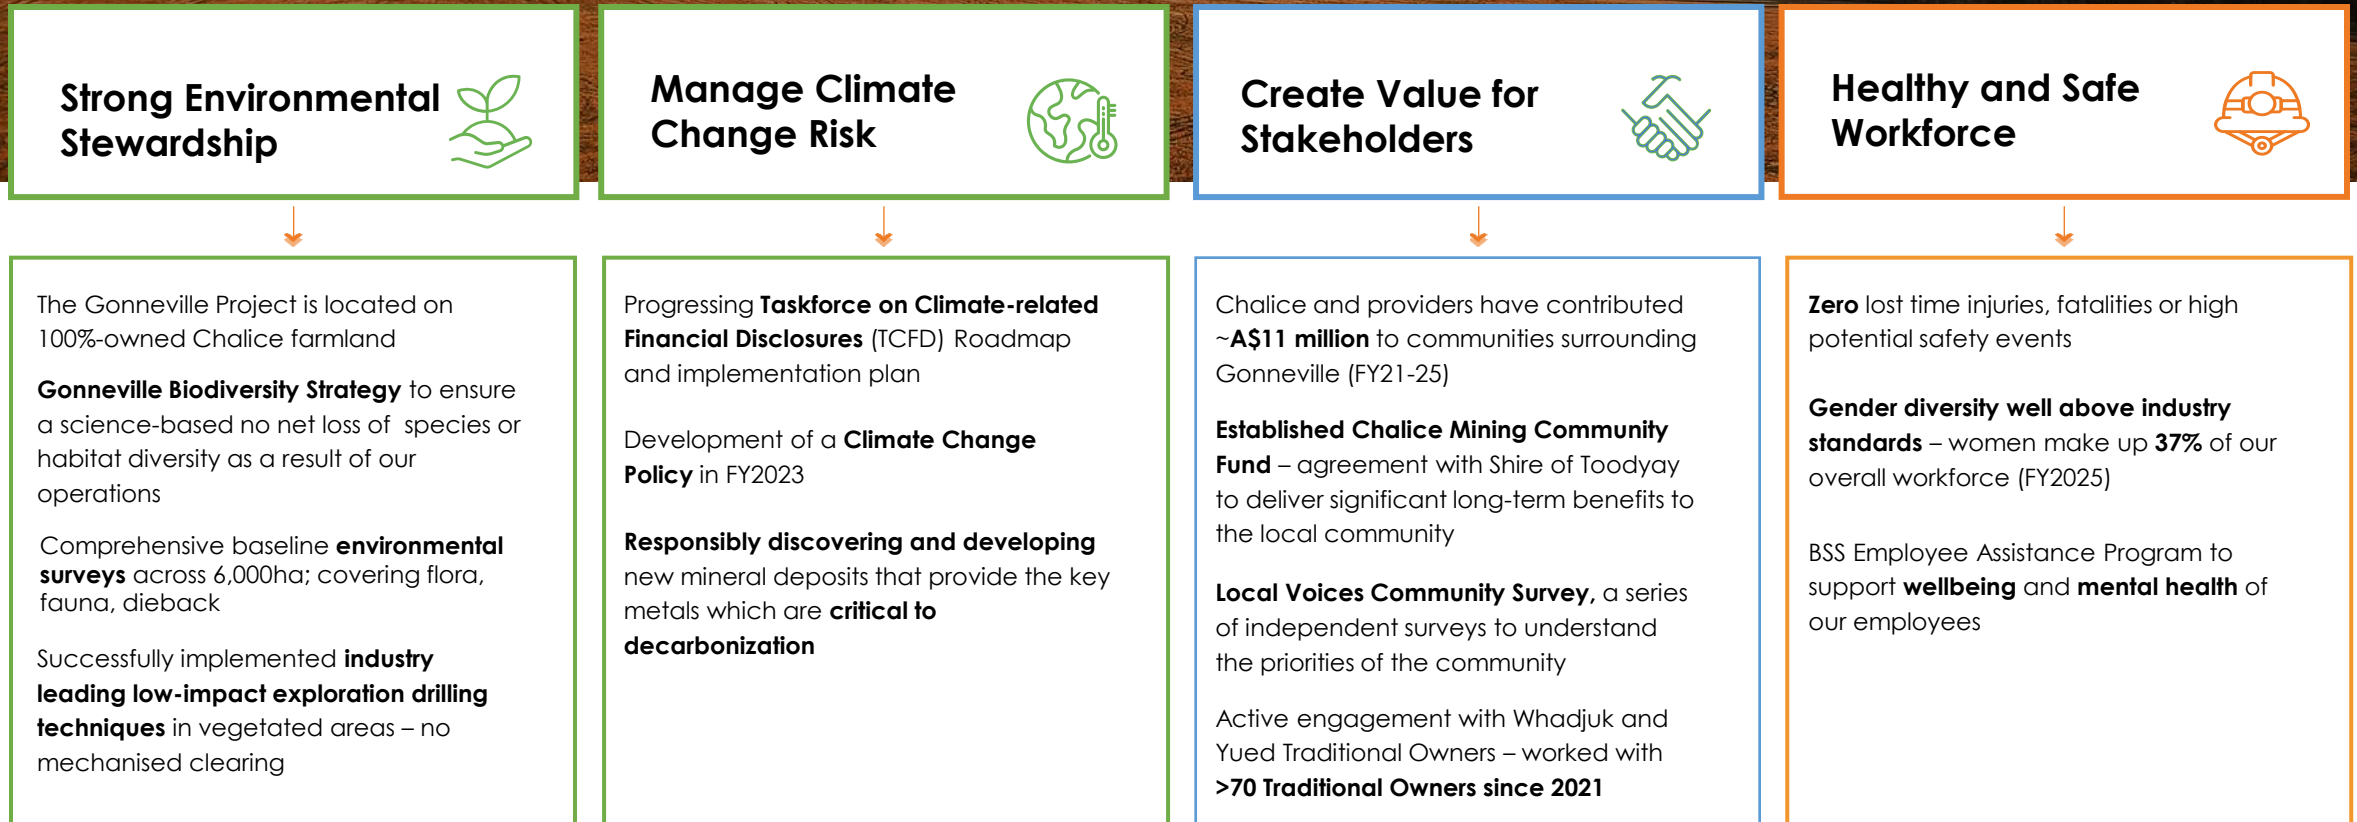 Strong Environmental
Stewardship
The Gonneville Project is located on
100%-owned Chalice farmland
Gonneville Biodiversity Strategy to ensure
a science-based no net loss of species or
habitat diversity as a result of our
operations
Comprehensive baseline environmental
surveys across 6,000ha; covering flora,
fauna, dieback
Successfully implemented industry
leading low-impact exploration drilling
techniques in vegetated areas – no
mechanised clearing
Manage Climate
Change Risk
Progressing Taskforce on Climate-related
Financial Disclosures (TCFD) Roadmap
and implementation plan
Development of a Climate Change
Policy in FY2023
Responsibly discovering and developing
new mineral deposits that provide the key
metals which are critical to
decarbonization
Create Value for
Stakeholders
Chalice and providers have contributed
~A$11 million to communities surrounding
Gonneville (FY21-25)
Established Chalice Mining Community
Fund – agreement with Shire of Toodyay
to deliver significant long-term benefits to
the local community
Local Voices Community Survey, a series
of independent surveys to understand
the priorities of the community
Active engagement with Whadjuk and
Yued Traditional Owners – worked with
>70 Traditional Owners since 2021
Healthy and Safe
Workforce
Zero lost time injuries, fatalities or high
potential safety events
Gender diversity well above industry
standards – women make up 37% of our
overall workforce (FY2025)
BSS Employee Assistance Program to
support wellbeing and mental health of
our employees